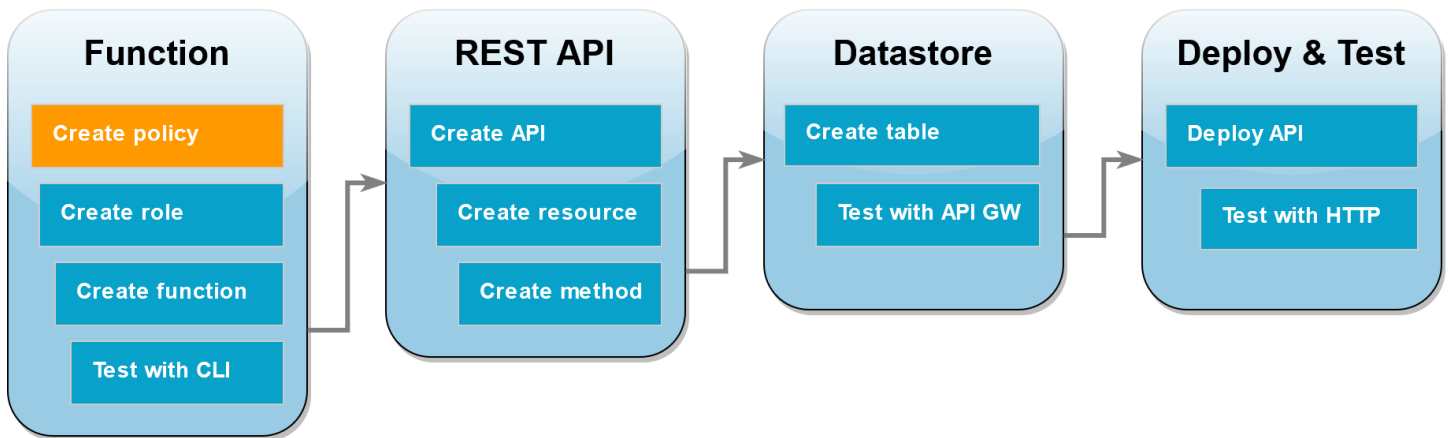 Function
Create policy
Create role
Create function
Test with CLI
REST API
Create API
Create resource
Create method
Datastore
Create table
Test with API GW
Deploy & Test
Deploy API
Test with HTTP